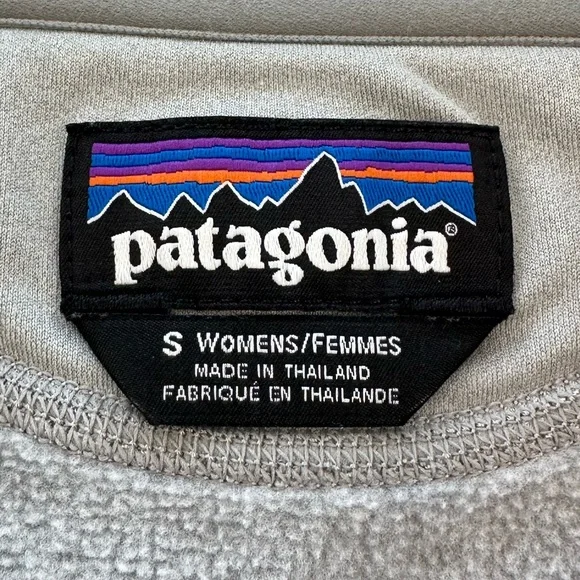 patagonia®
S WOMENS/FEMMES
MADE IN THAILAND
FABRIQUÉ EN THAILANDE